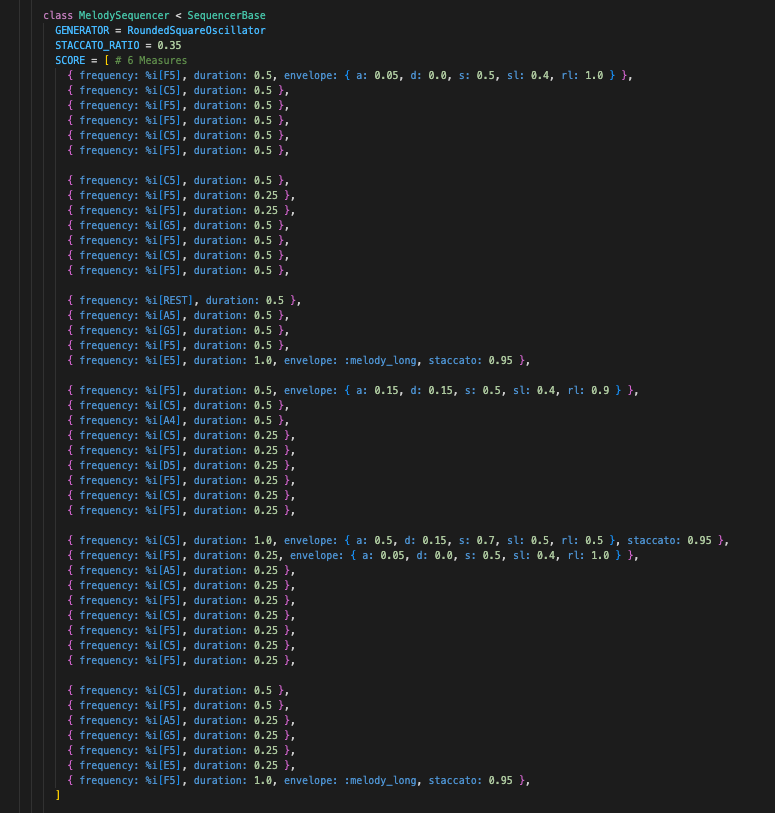 class MelodySequencer < SequencerBase
GENERATOR = RoundedSquareOscillator
STACCATO_RATIO = 0.35
SCORE = [ # 6 Measures
{ frequency: %i[F5], duration: 0.5, envelope: { a: 0.05, d: 0.0, s: 0.5, sl: 0.4, rl: 1.0 } },
{ frequency: %i[C5], duration: 0.5 },
{ frequency: %i[F5], duration: 0.5 },
{ frequency: %i[F5], duration: 0.5 },
{ frequency: %i[C5], duration: 0.5 },
{ frequency: %i[F5], duration: 0.5 },
{ frequency: %i[C5], duration: 0.5 },
{ frequency: %i[F5], duration: 0.25 },
{ frequency: %i[F5], duration: 0.25 },
{ frequency: %i[G5], duration: 0.5 },
{ frequency: %i[F5], duration: 0.5 },
{ frequency: %i[C5], duration: 0.5 },
{ frequency: %i[F5], duration: 0.5 },
{ frequency: %i[REST], duration: 0.5 },
{ frequency: %i[A5], duration: 0.5 },
{ frequency: %i[G5], duration: 0.5 },
{ frequency: %i[F5], duration: 0.5 },
{ frequency: %i[E5], duration: 1.0, envelope: :melody_long, staccato: 0.95 },
{ frequency: %i[F5], duration: 0.5, envelope: { a: 0.15, d: 0.15, s: 0.5, sl: 0.4, rl: 0.9 } },
{ frequency: %i[C5], duration: 0.5 },
{ frequency: %i[A4], duration: 0.5 },
{ frequency: %i[C5], duration: 0.25 },
{ frequency: %i[F5], duration: 0.25 },
{ frequency: %i[D5], duration: 0.25 },
{ frequency: %i[F5], duration: 0.25 },
{ frequency: %i[C5], duration: 0.25 },
{ frequency: %i[F5], duration: 0.25 },
{ frequency: %i[C5], duration: 1.0, envelope: { a: 0.5, d: 0.15, s: 0.7, sl: 0.5, rl: 0.5 }, staccato: 0.95 },
{ frequency: %i[F5], duration: 0.25, envelope: { a: 0.05, d: 0.0, s: 0.5, sl: 0.4, rl: 1.0 } },
{ frequency: %i[A5], duration: 0.25 },
{ frequency: %i[C5], duration: 0.25 },
{ frequency: %i[F5], duration: 0.25 },
{ frequency: %i[C5], duration: 0.25 },
{ frequency: %i[F5], duration: 0.25 },
{ frequency: %i[C5], duration: 0.25 },
{ frequency: %i[F5], duration: 0.25 },
{ frequency: %i[C5], duration: 0.5 },
{ frequency: %i[F5], duration: 0.5 },
{ frequency: %i[A5], duration: 0.25 },
{ frequency: %i[G5], duration: 0.25 },
{ frequency: %i[F5], duration: 0.25 },
{ frequency: %i[E5], duration: 0.25 },
{ frequency: %i[F5], duration: 1.0, envelope: :melody_long, staccato: 0.95 },
]